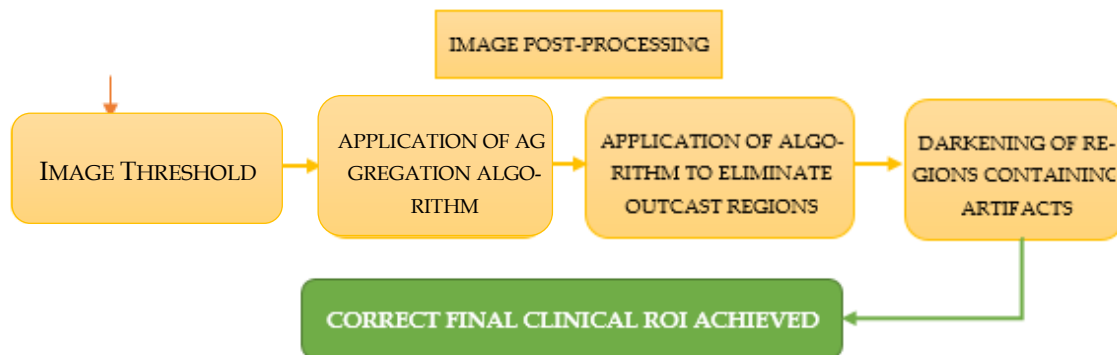 IMAGE POST-PROCESSING
IMAGE THRESHOLD
APPLICATION OF AG
GREGATION ALGO-
RITHM
APPLICATION OF ALGO-
RITHM TO ELIMINATE
OUTCAST REGIONS
DARKENING OF RE-
GIONS CONTAINING
ARTIFACTS
CORRECT FINAL CLINICAL ROI ACHIEVED